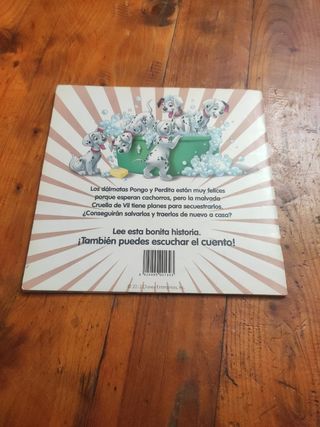 Los dálmatas Pongo y Perdita están muy felices
porque esperan cachorros, pero la malvada
Cruella de Vil tiene planes para secuestrarlos.
¿Conseguirán salvarlos y traerlos de nuevo a casa?
Lee esta bonita historia.
¡También puedes escuchar el cuento!